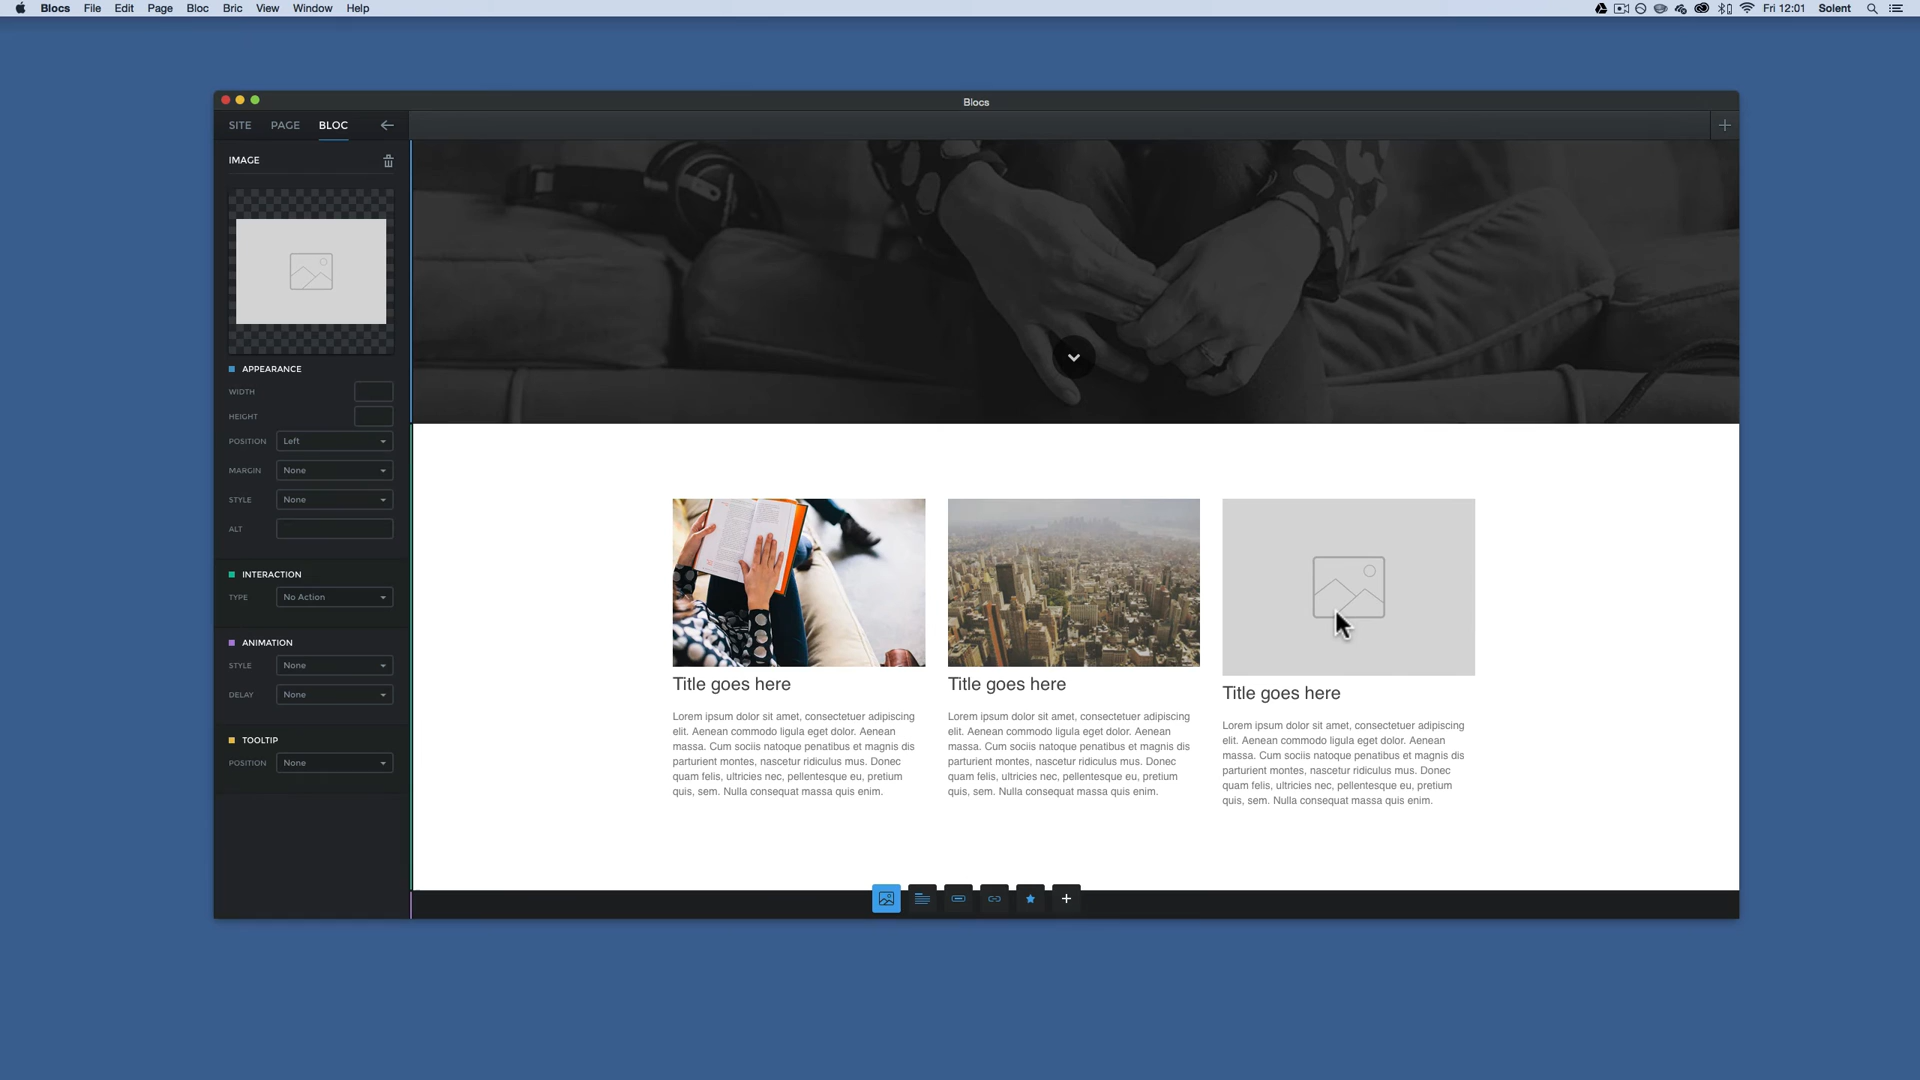 Blocs File Edit Page Bloc Bric View Window Help Fri 12:01 Solent
Blocs
SITE PAGE BLOC
IMAGE
APPEARANCE
WIDTH
HEIGHT
POSITION Left
MARGIN None
STYLE None
ALT
INTERACTION
TYPE No Action
ANIMATION
STYLE None
DELAY None
TOOLTIP
POSITION None
Title goes here
Lorem ipsum dolor sit amet, consectetuer adipiscing
elit. Aenean commodo ligula eget dolor. Aenean
massa. Cum sociis natoque penatibus et magnis dis
parturient montes, nascetur ridiculus mus. Donec
quam felis, ultricies nec, pellentesque eu, pretium
quis, sem. Nulla consequat massa quis enim.
Title goes here
Lorem ipsum dolor sit amet, consectetuer adipiscing
elit. Aenean commodo ligula eget dolor. Aenean
massa. Cum sociis natoque penatibus et magnis dis
parturient montes, nascetur ridiculus mus. Donec
quam felis, ultricies nec, pellentesque eu, pretium
quis, sem. Nulla consequat massa quis enim.
Title goes here
Lorem ipsum dolor sit amet, consectetuer adipiscing
elit. Aenean commodo ligula eget dolor. Aenean
massa. Cum sociis natoque penatibus et magnis dis
parturient montes, nascetur ridiculus mus. Donec
quam felis, ultricies nec, pellentesque eu, pretium
quis, sem. Nulla consequat massa quis enim.